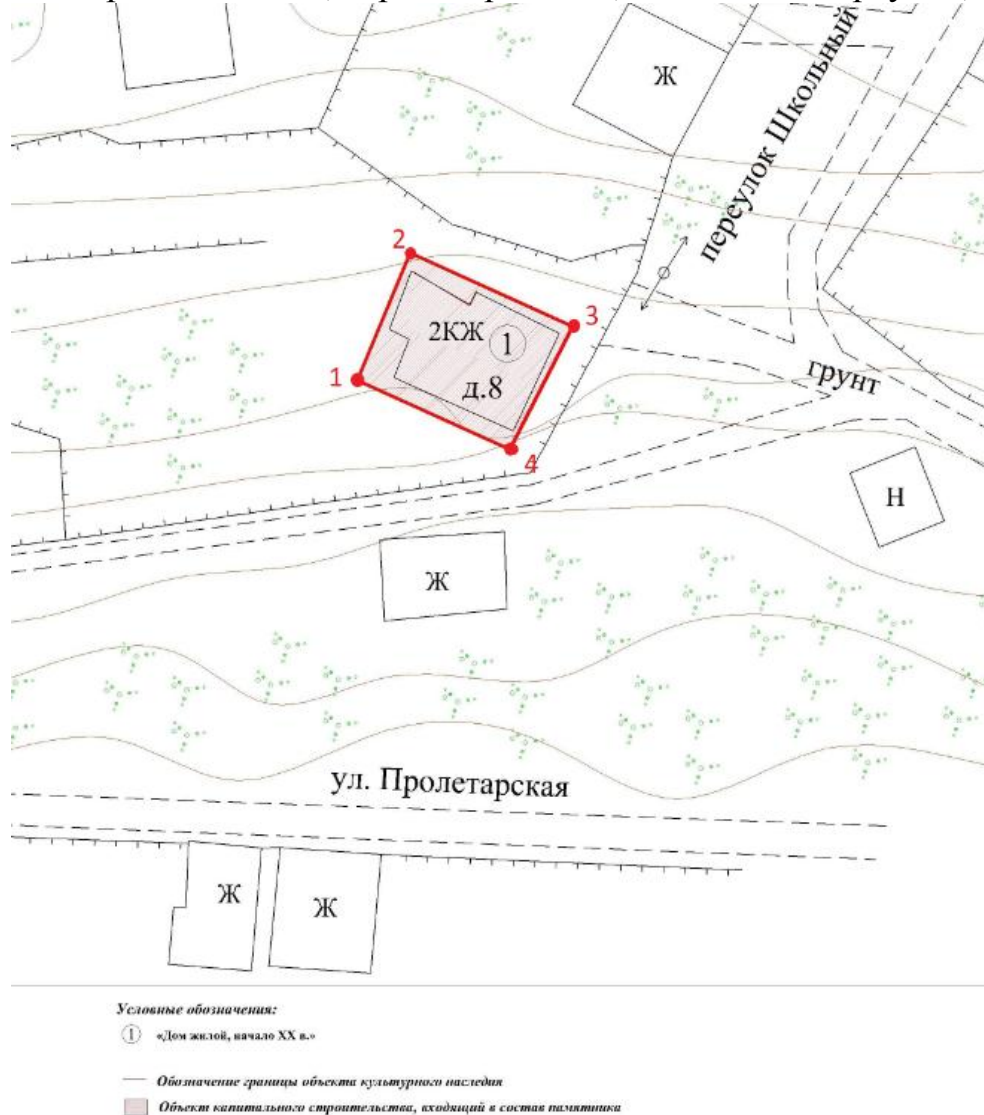 Ж
переулок Школьный
2
3
2КЖ
1
1
д.8
грунт
4
Н
Ж
ул. Пролетарская
Ж
Ж
Условные обозначения:
1 «Дом жилой, начало XX в.»
Обозначение границы объекта культурного наследия
Объект капитального строительства, входящий в состав памятника